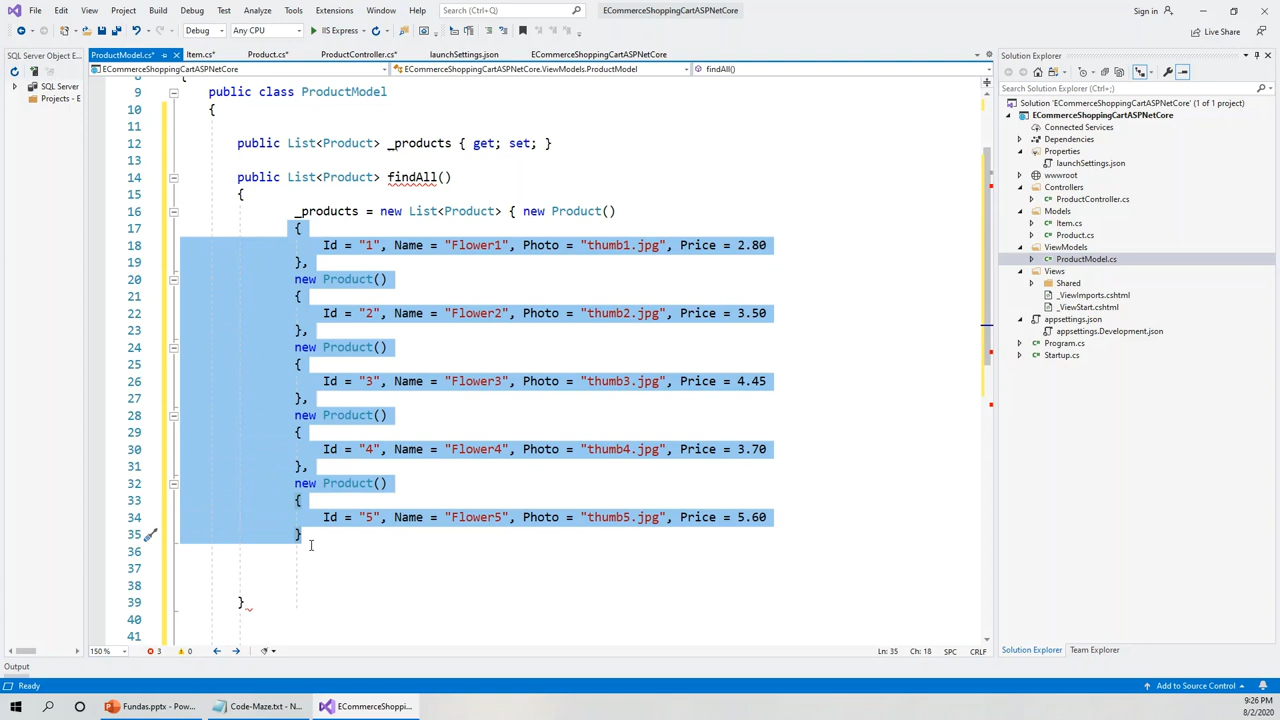 File Edit View Project Build Debug Test Analyze Tools Extensions Window Help Search (Ctrl+Q) ECommerceShoppingCartASPNetCore Sign in
Debug Any CPU IIS Express Live Share
SQL Server Object E...
SQL Server
Projects - E
ProductModel.cs* Item.cs* Product.cs* ProductController.cs* launchSettings.json ECommerceShoppingCartASPNetCore
ECommerceShoppingCartASPNetCore ECommerceShoppingCartASPNetCore.ViewModels.ProductModel findAll()
8 {
9 public class ProductModel
10 {
11
12 public List<Product> _products { get; set; }
13
14 public List<Product> findAll()
15 {
16 _products = new List<Product> { new Product()
17 {
18 Id = "1", Name = "Flower1", Photo = "thumb1.jpg", Price = 2.80
19 },
20 new Product()
21 {
22 Id = "2", Name = "Flower2", Photo = "thumb2.jpg", Price = 3.50
23 },
24 new Product()
25 {
26 Id = "3", Name = "Flower3", Photo = "thumb3.jpg", Price = 4.45
27 },
28 new Product()
29 {
30 Id = "4", Name = "Flower4", Photo = "thumb4.jpg", Price = 3.70
31 },
32 new Product()
33 {
34 Id = "5", Name = "Flower5", Photo = "thumb5.jpg", Price = 5.60
35 }
36
37
38
39 }
40
41
150 % 3 0 Ln: 35 Ch: 18 SPC CRLF
Solution Explorer
Search Solution Explorer (Ctrl+;)
Solution 'ECommerceShoppingCartASPNetCore' (1 of 1 project)
ECommerceShoppingCartASPNetCore
Connected Services
Dependencies
Properties
launchSettings.json
wwwroot
Controllers
ProductController.cs
Models
Item.cs
Product.cs
ViewModels
ProductModel.cs
Views
Shared
_ViewImports.cshtml
_ViewStart.cshtml
appsettings.json
appsettings.Development.json
Program.cs
Startup.cs
Solution Explorer Team Explorer
Output
Ready Add to Source Control
Fundas.pptx - Pow... Code-Maze.txt - N... ECommerceShoppi... 9:26 PM
8/2/2020